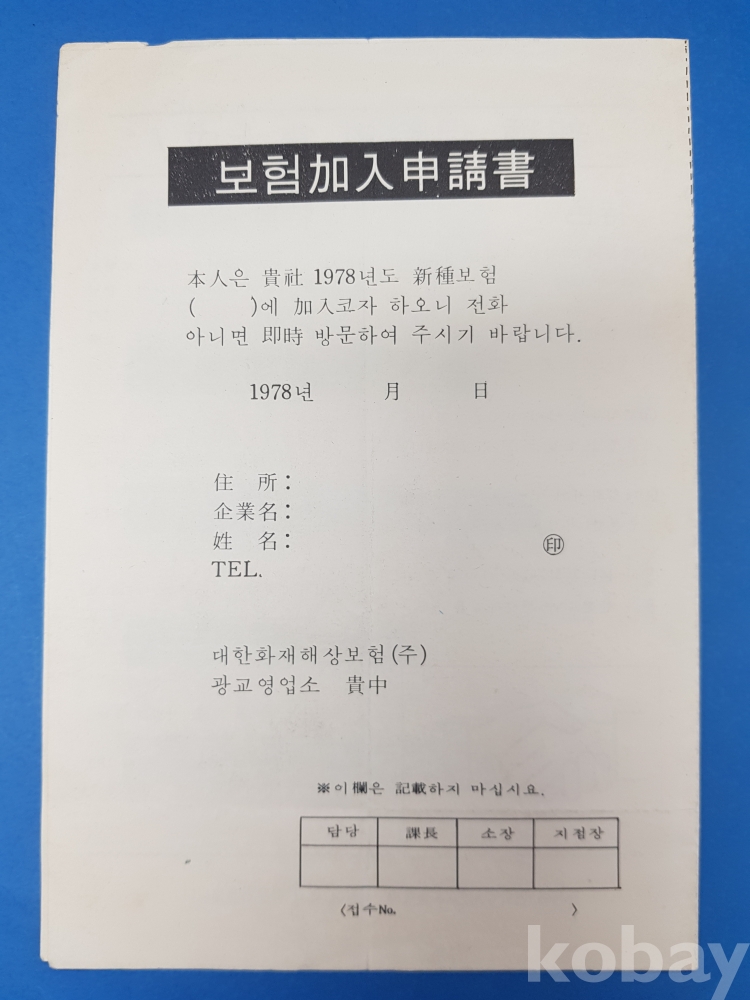 보험加入申請書
本人은 貴社 1978년도 新種보험
( )에 加入코자 하오니 전화
아니면 即時 방문하여 주시기 바랍니다.
1978년 月 日
住 所 :
企業名 :
姓 名 : ㊞
TEL.
대한화재해상보험(주)
광교영업소 貴中
※이 欄은 記載하지 마십시요.
담당 課長 소장 지점장
〈접수No. 〉
kobay